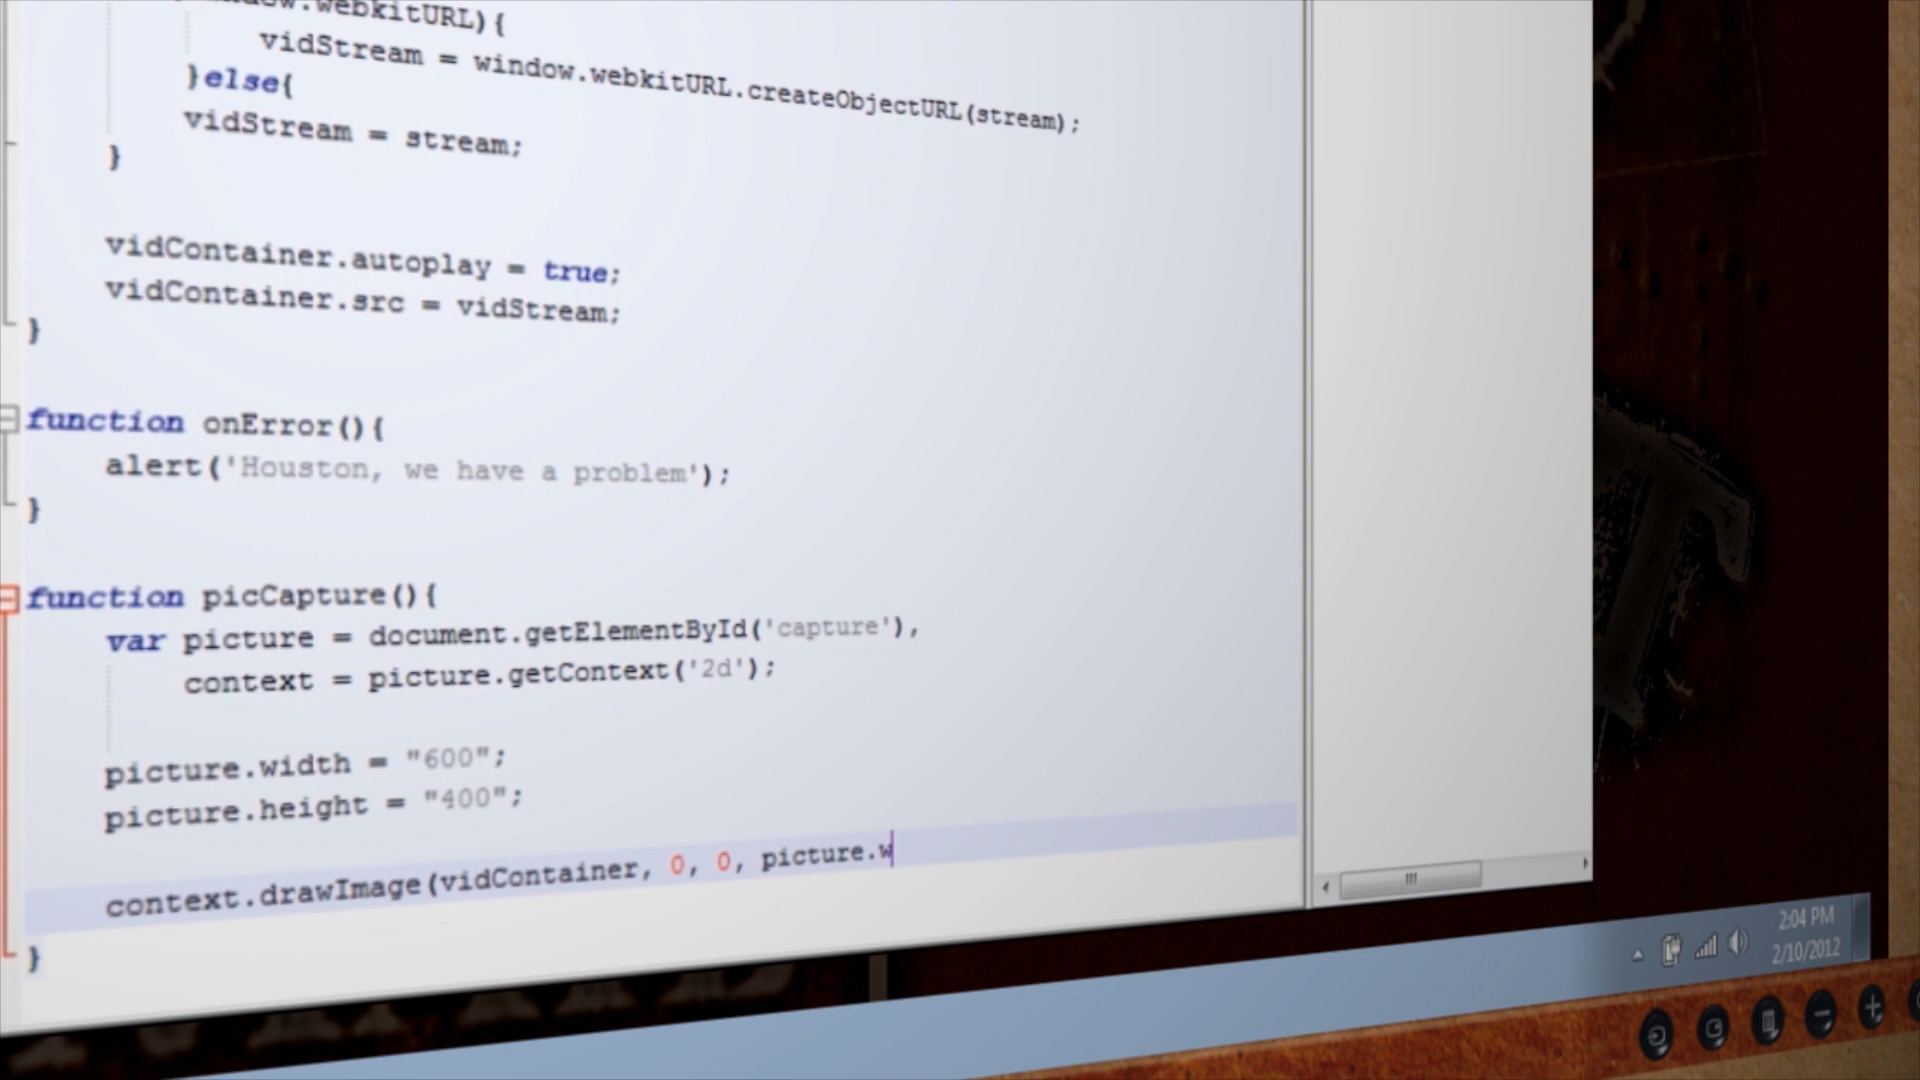 window.webkitURL){
vidStream = window.webkitURL.createObjectURL(stream);
}else{
vidStream = stream;
}
vidContainer.autoplay = true;
vidContainer.src = vidStream;
}
function onError(){
alert('Houston, we have a problem');
}
function picCapture(){
var picture = document.getElementById('capture'),
context = picture.getContext('2d');
picture.width = "600";
picture.height = "400";
context.drawImage(vidContainer, 0, 0, picture.w
}
2:04 PM
2/10/2012